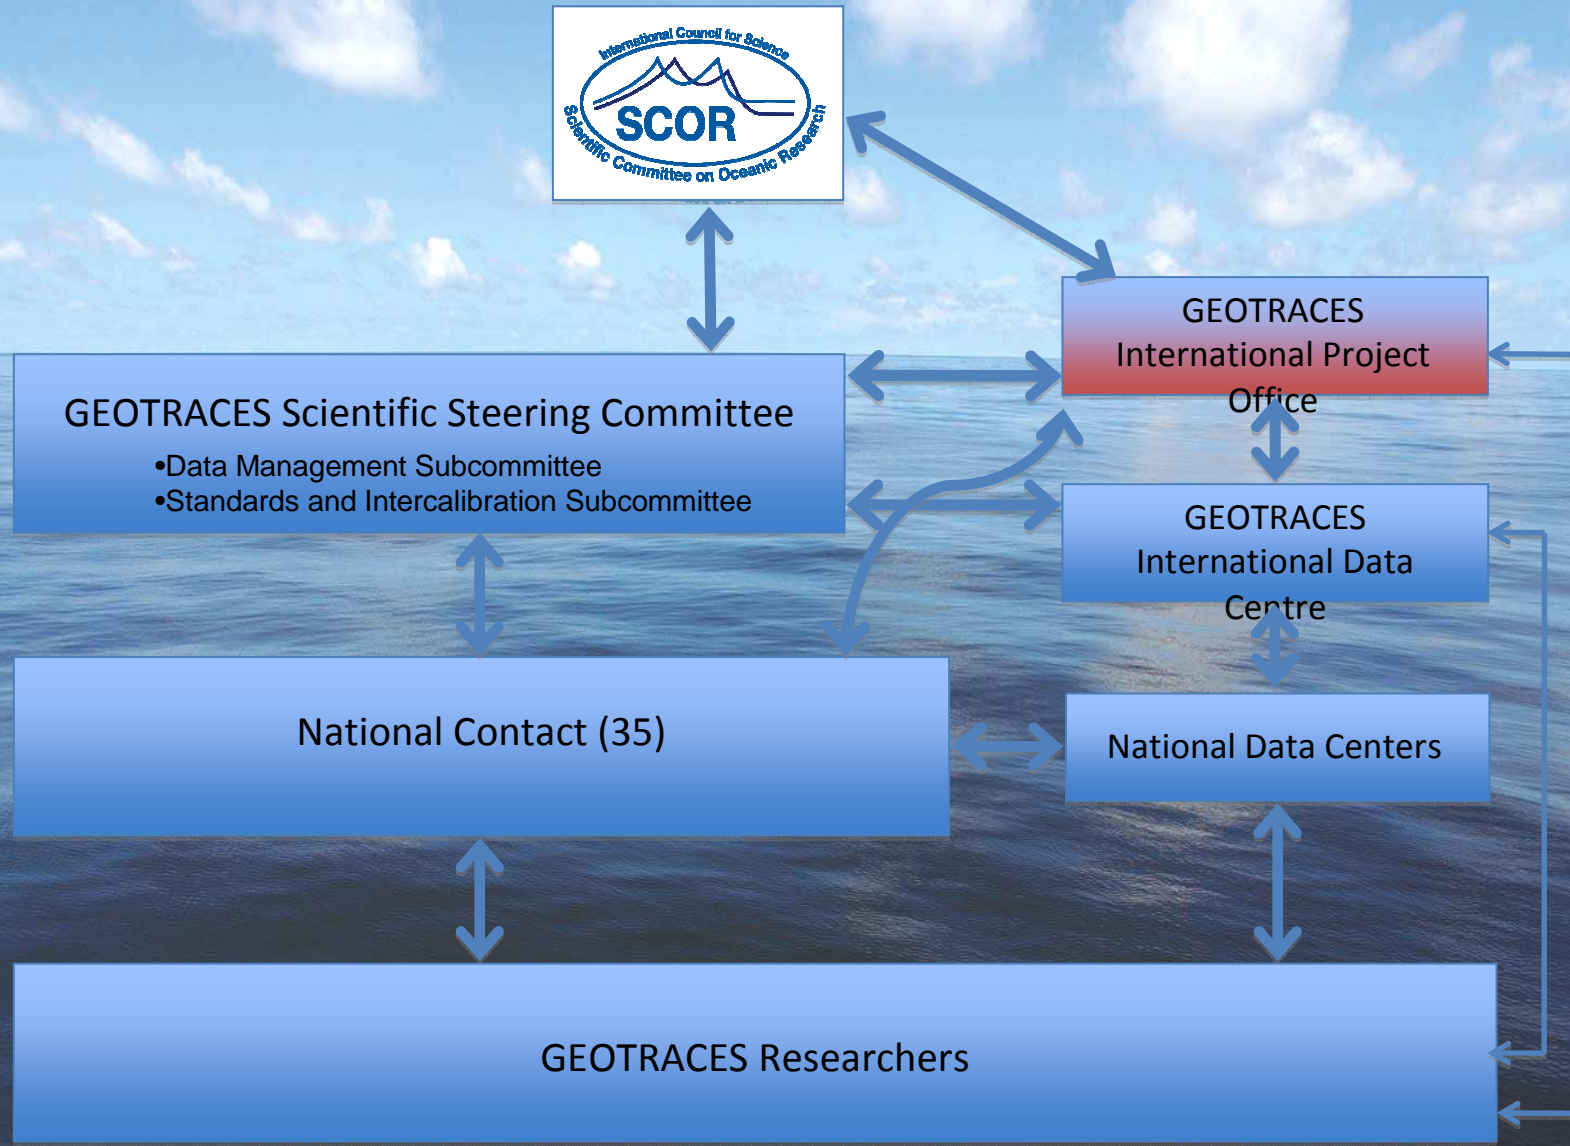 International Council for Science
SCOR
Scientific Committee on Oceanic Research
GEOTRACES
International Project
Office
GEOTRACES Scientific Steering Committee
•Data Management Subcommittee
•Standards and Intercalibration Subcommittee
GEOTRACES
International Data
Centre
National Contact (35)
National Data Centers
GEOTRACES Researchers